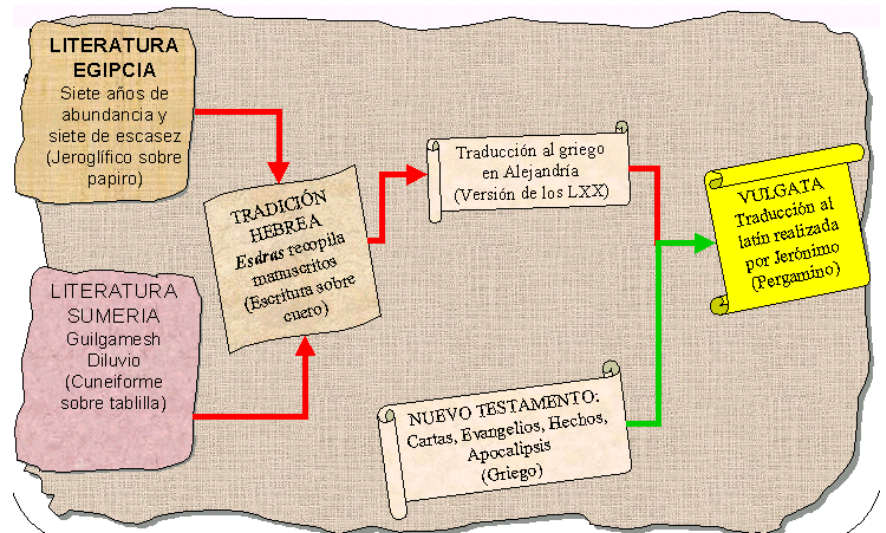 LITERATURA
EGIPCIA
Siete años de
abundancia y
siete de escasez
(Jeroglífico sobre
papiro)
LITERATURA
SUMERIA
Guilgamesh
Diluvio
(Cuneiforme
sobre tablilla)
TRADICIÓN
HEBREA
Esdras recopila
manuscritos
(Escritura sobre
cuero)
Traducción al griego
en Alejandría
(Versión de los LXX)
NUEVO TESTAMENTO:
Cartas, Evangelios, Hechos,
Apocalipsis
(Griego)
VULGATA
Traducción al
latín realizada
por Jerónimo
(Pergamino)